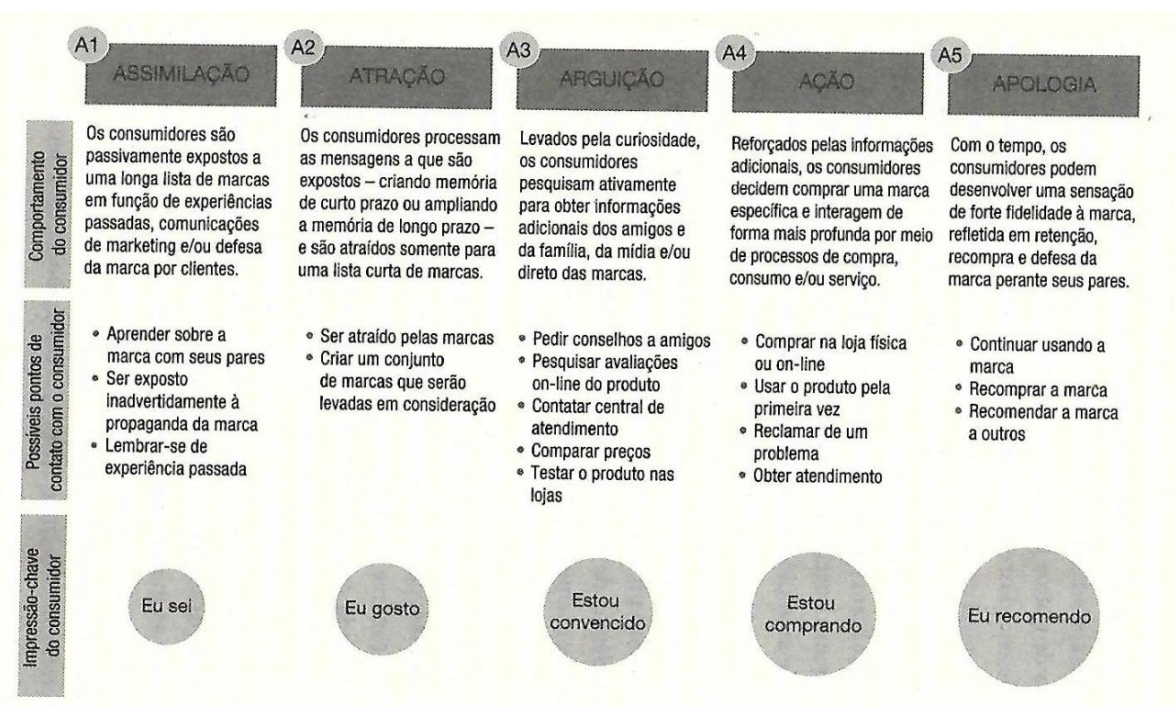 A1
ASSIMILAÇÃO
A2
ATRAÇÃO
A3
ARGUIÇÃO
A4
AÇÃO
A5
APOLOGIA
Comportamento
do consumidor
Os consumidores são
passivamente expostos a
uma longa lista de marcas
em função de experiências
passadas, comunicações
de marketing e/ou defesa
da marca por clientes.
Os consumidores processam
as mensagens a que são
expostos – criando memória
de curto prazo ou ampliando
a memória de longo prazo –
e são atraídos somente para
uma lista curta de marcas.
Levados pela curiosidade,
os consumidores
pesquisam ativamente
para obter informações
adicionais dos amigos e
da família, da mídia e/ou
direto das marcas.
Reforçados pelas informações
adicionais, os consumidores
decidem comprar uma marca
específica e interagem de
forma mais profunda por meio
de processos de compra,
consumo e/ou serviço.
Com o tempo, os
consumidores podem
desenvolver uma sensação
de forte fidelidade à marca,
refletida em retenção,
recompra e defesa da
marca perante seus pares.
Possíveis pontos de
contato com o consumidor
• Aprender sobre a
marca com seus pares
• Ser exposto
inadvertidamente à
propaganda da marca
• Lembrar-se de
experiência passada
• Ser atraído pelas marcas
• Criar um conjunto
de marcas que serão
levadas em consideração
• Pedir conselhos a amigos
• Pesquisar avaliações
on-line do produto
• Contatar central de
atendimento
• Comparar preços
• Testar o produto nas
lojas
• Comprar na loja física
ou on-line
• Usar o produto pela
primeira vez
• Reclamar de um
problema
• Obter atendimento
• Continuar usando a
marca
• Recomprar a marca
• Recomendar a marca
a outros
Impressão-chave
do consumidor
Eu sei
Eu gosto
Estou
convencido
Estou
comprando
Eu recomendo